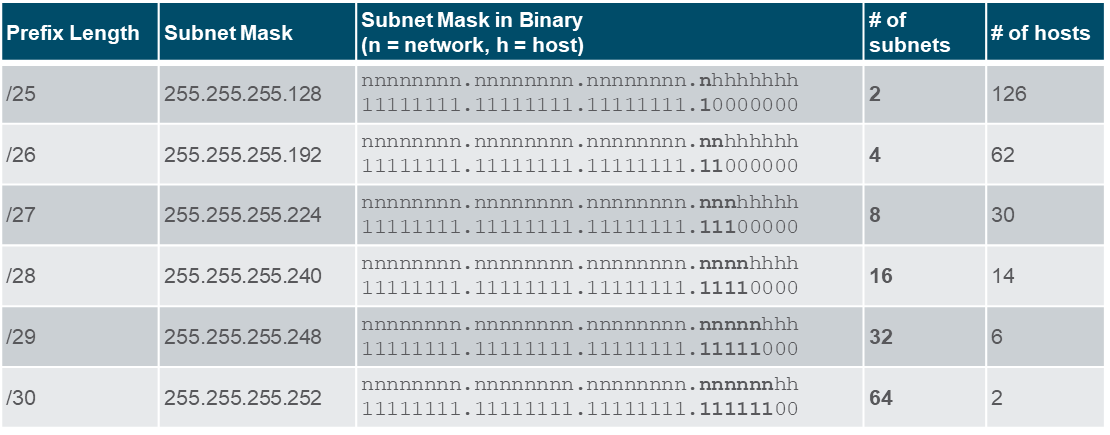 Prefix Length Subnet Mask Subnet Mask in Binary (n = network, h = host) # of subnets # of hosts
/25 255.255.255.128 nnnnnnnn.nnnnnnnn.nnnnnnnn.nhhhhhhh 2 126
11111111.11111111.11111111.10000000
/26 255.255.255.192 nnnnnnnn.nnnnnnnn.nnnnnnnn.nnhhhhhh 4 62
11111111.11111111.11111111.11000000
/27 255.255.255.224 nnnnnnnn.nnnnnnnn.nnnnnnnn.nnnhhhhh 8 30
11111111.11111111.11111111.11100000
/28 255.255.255.240 nnnnnnnn.nnnnnnnn.nnnnnnnn.nnnnhhhh 16 14
11111111.11111111.11111111.11110000
/29 255.255.255.248 nnnnnnnn.nnnnnnnn.nnnnnnnn.nnnnnhhh 32 6
11111111.11111111.11111111.11111000
/30 255.255.255.252 nnnnnnnn.nnnnnnnn.nnnnnnnn.nnnnnnhh 64 2
11111111.11111111.11111111.11111100